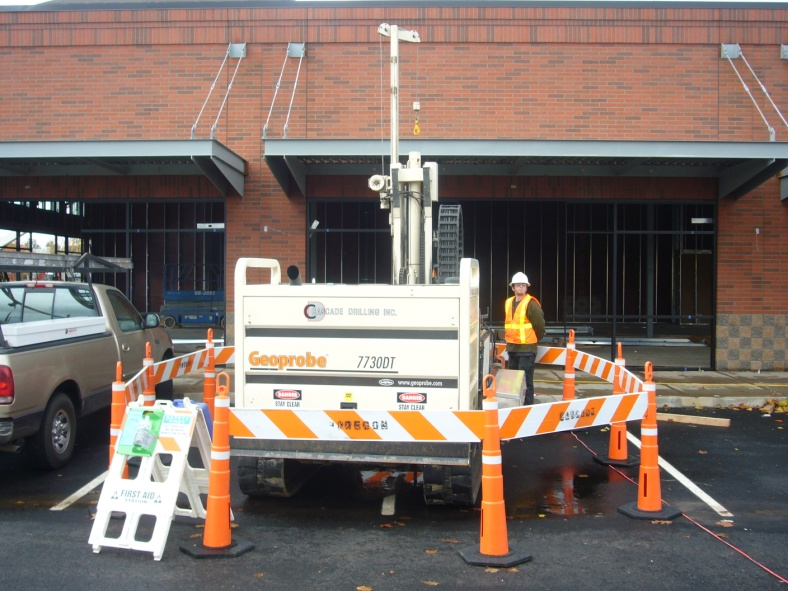 CASCADE DRILLING INC.
Geoprobe 7730DT
www.geoprobe.com
DANGER
STAY CLEAR
DANGER
STAY CLEAR
FIRST AID
STATION